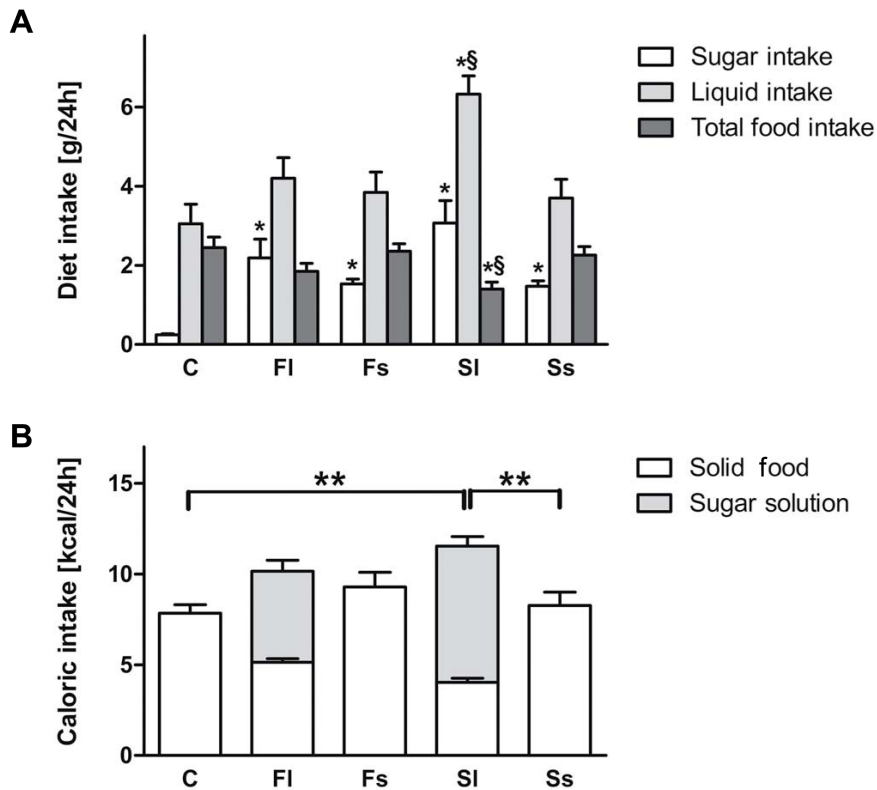 A
Diet intake [g/24h]
6
4
2
0
*
*
*§
*
*§
*
C Fl Fs Sl Ss
Sugar intake
Liquid intake
Total food intake
B
Caloric intake [kcal/24h]
15
10
5
0
** **
C Fl Fs Sl Ss
Solid food
Sugar solution